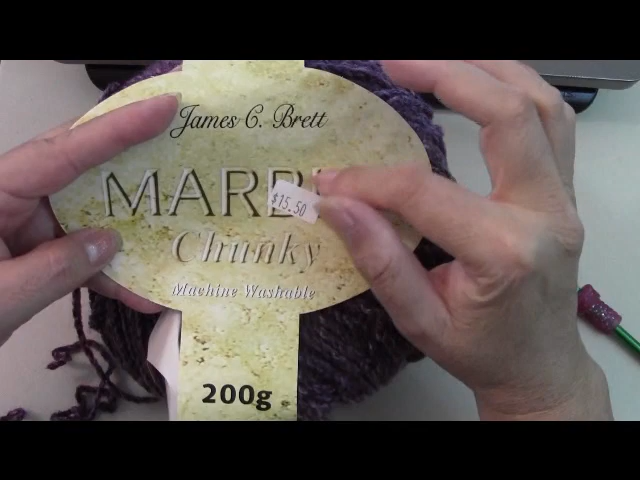 James C. Brett
MARB
$15.50
Chunky
Machine Washable
200g